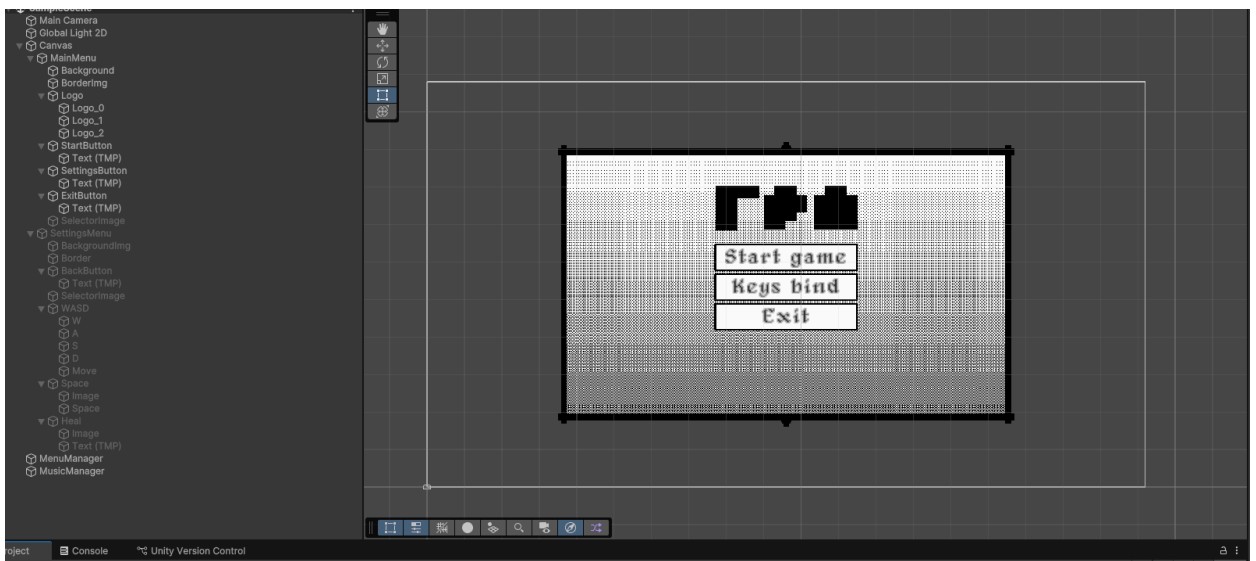 SampleScene
Main Camera
Global Light 2D
Canvas
MainMenu
Background
BorderImg
Logo
Logo_0
Logo_1
Logo_2
StartButton
Text (TMP)
SettingsButton
Text (TMP)
ExitButton
Text (TMP)
SelectorImage
SettingsMenu
BackgroundImg
Border
BackButton
Text (TMP)
SelectorImage
WASD
W
A
S
D
Move
Space
Image
Space
Heal
Image
Text (TMP)
MenuManager
MusicManager
Start game
Keys bind
Exit
roject
Console
Unity Version Control